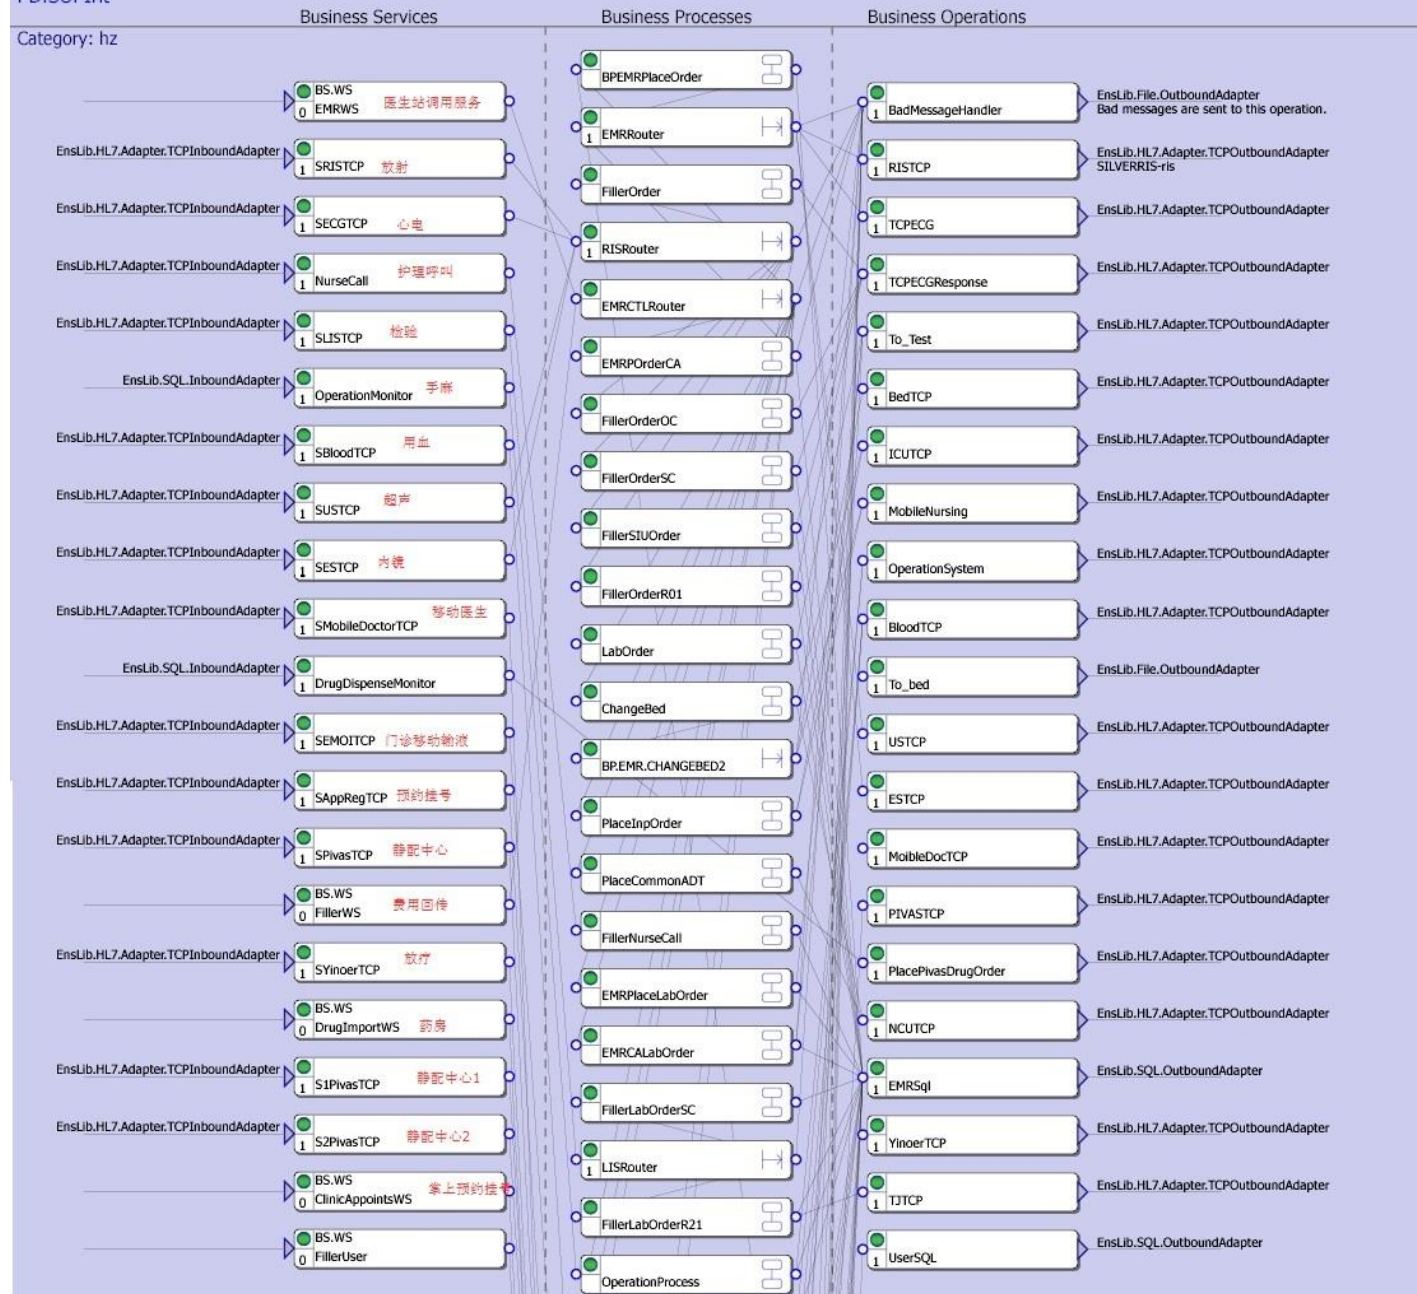 Business Services
Business Processes
Business Operations
Category: hz
BS.WS
0 EMRWS 医生站调用服务
EnsLib.HL7.Adapter.TCPInboundAdapter
1 SRISTCP 放射
EnsLib.HL7.Adapter.TCPInboundAdapter
1 SECGTCP 心电
EnsLib.HL7.Adapter.TCPInboundAdapter
1 NurseCall 护理呼叫
EnsLib.HL7.Adapter.TCPInboundAdapter
1 SLISTCP 检验
EnsLib.SQL.InboundAdapter
1 OperationMonitor 手麻
EnsLib.HL7.Adapter.TCPInboundAdapter
1 SBloodTCP 用血
EnsLib.HL7.Adapter.TCPInboundAdapter
1 SUSTCP 超声
EnsLib.HL7.Adapter.TCPInboundAdapter
1 SESTCP 内镜
EnsLib.HL7.Adapter.TCPInboundAdapter
1 SMobileDoctorTCP 移动医生
EnsLib.SQL.InboundAdapter
1 DrugDispenseMonitor
EnsLib.HL7.Adapter.TCPInboundAdapter
1 SEMOITCP 门诊移动输液
EnsLib.HL7.Adapter.TCPInboundAdapter
1 SAppRegTCP 预约挂号
EnsLib.HL7.Adapter.TCPInboundAdapter
1 SPivasTCP 静配中心
BS.WS
0 FillerWS 费用回传
EnsLib.HL7.Adapter.TCPInboundAdapter
1 SYinoerTCP 放疗
BS.WS
0 DrugImportWS 药房
EnsLib.HL7.Adapter.TCPInboundAdapter
1 S1PivasTCP 静配中心1
EnsLib.HL7.Adapter.TCPInboundAdapter
1 S2PivasTCP 静配中心2
BS.WS
0 ClinicAppointsWS 掌上预约挂号
BS.WS
0 FillerUser
BPEMRPlaceOrder
1 EMRRouter
FillerOrder
1 RISRouter
EMRCTLRouter
EMRPOrderCA
FillerOrderOC
FillerOrderSC
FillerSIUOrder
FillerOrderR01
LabOrder
ChangeBed
BP.EMR.CHANGEBED2
PlaceInpOrder
PlaceCommonADT
FillerNurseCall
EMRPlaceLabOrder
EMRCALabOrder
FillerLabOrderSC
1 LISRouter
FillerLabOrderR21
OperationProcess
1 BadMessageHandler
EnsLib.File.OutboundAdapter
Bad messages are sent to this operation.
1 RISTCP
EnsLib.HL7.Adapter.TCPOutboundAdapter
SILVERRIS-ris
1 TCPECG
EnsLib.HL7.Adapter.TCPOutboundAdapter
1 TCPECGResponse
EnsLib.HL7.Adapter.TCPOutboundAdapter
1 To_Test
EnsLib.HL7.Adapter.TCPOutboundAdapter
1 BedTCP
EnsLib.HL7.Adapter.TCPOutboundAdapter
1 ICUTCP
EnsLib.HL7.Adapter.TCPOutboundAdapter
1 MobileNursing
EnsLib.HL7.Adapter.TCPOutboundAdapter
1 OperationSystem
EnsLib.HL7.Adapter.TCPOutboundAdapter
1 BloodTCP
EnsLib.HL7.Adapter.TCPOutboundAdapter
1 To_bed
EnsLib.File.OutboundAdapter
1 USTCP
EnsLib.HL7.Adapter.TCPOutboundAdapter
1 ESTCP
EnsLib.HL7.Adapter.TCPOutboundAdapter
1 MoibleDocTCP
EnsLib.HL7.Adapter.TCPOutboundAdapter
1 PIVASTCP
EnsLib.HL7.Adapter.TCPOutboundAdapter
1 PlacePivasDrugOrder
EnsLib.HL7.Adapter.TCPOutboundAdapter
1 NCUTCP
EnsLib.HL7.Adapter.TCPOutboundAdapter
1 EMRSql
EnsLib.SQL.OutboundAdapter
1 YinoerTCP
EnsLib.HL7.Adapter.TCPOutboundAdapter
1 TJTCP
EnsLib.HL7.Adapter.TCPOutboundAdapter
1 UserSQL
EnsLib.SQL.OutboundAdapter